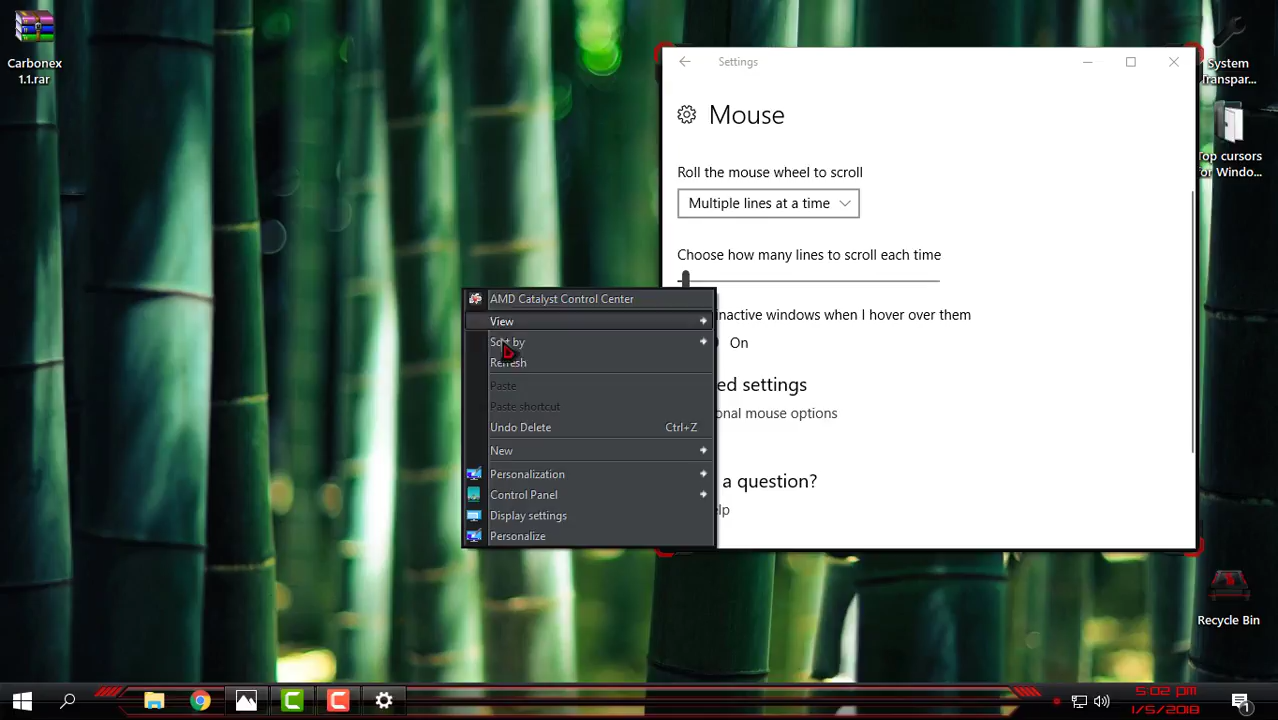 Carbonex
1.1.rar
Settings
Mouse
Roll the mouse wheel to scroll
Multiple lines at a time
Choose how many lines to scroll each time
inactive windows when I hover over them
On
ed settings
onal mouse options
a question?
elp
AMD Catalyst Control Center
View
Sort by
Refresh
Paste
Paste shortcut
Undo Delete Ctrl+Z
New
Personalization
Control Panel
Display settings
Personalize
System
Transpar...
Top cursors
for Windo...
Recycle Bin
5:02 pm
1/5/2018
1